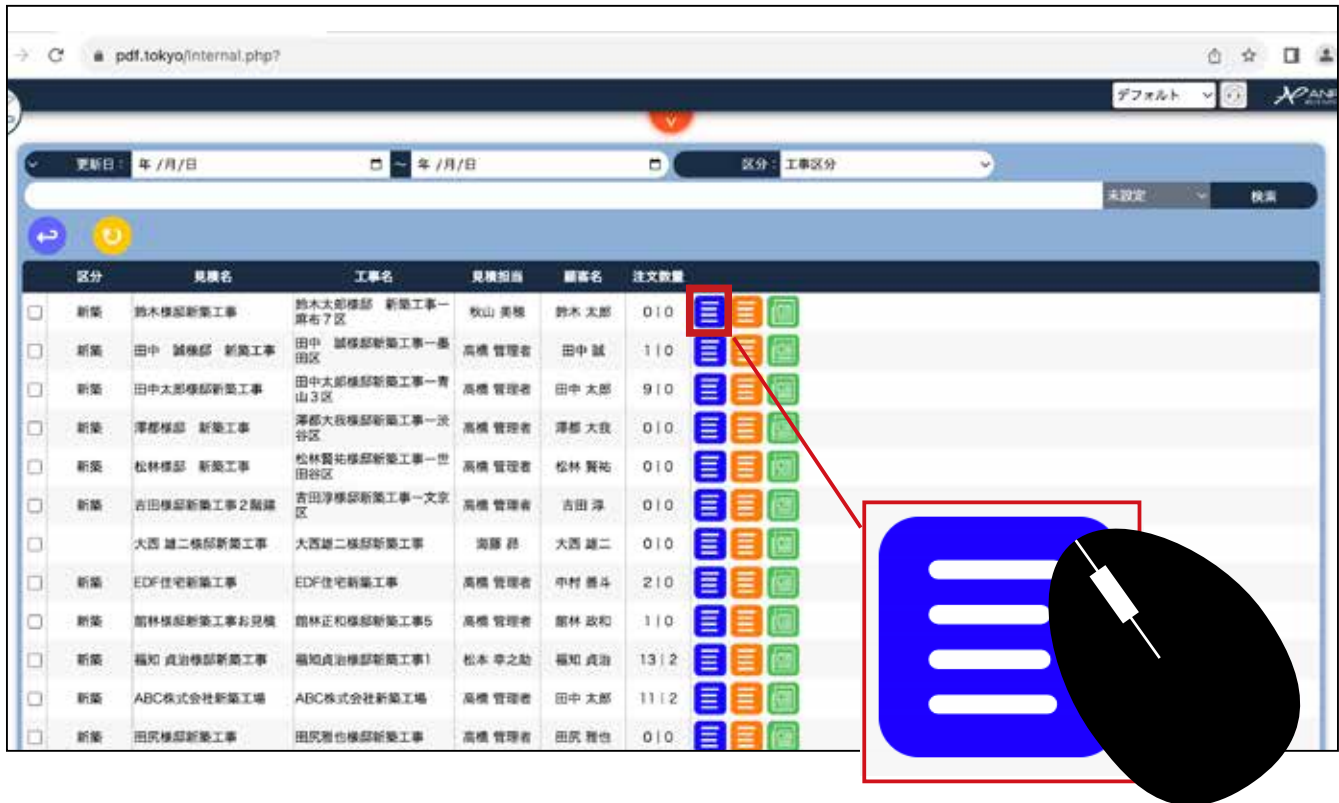 pdf.tokyo/internal.php?
デフォルト
更新日： 年 /月/日 ～ 年 /月/日 区分： 工事区分
未設定 検索
区分 見積名 工事名 見積担当 顧客名 注文数量
新築 鈴木様邸新築工事 鈴木太郎様邸 新築工事ー麻布７区 秋山 美穂 鈴木 太郎 0 | 0
新築 田中 誠様邸 新築工事 田中 誠様邸新築工事ー墨田区 高橋 管理者 田中 誠 1 | 0
新築 田中太郎様邸新築工事 田中太郎様邸新築工事ー青山３区 高橋 管理者 田中 太郎 9 | 0
新築 澤都様邸 新築工事 澤都大我様邸新築工事ー渋谷区 高橋 管理者 澤都 大我 0 | 0
新築 松林様邸 新築工事 松林賢祐様邸新築工事ー世田谷区 高橋 管理者 松林 賢祐 0 | 0
新築 吉田様邸新築工事２階建 吉田淳様邸新築工事ー文京区 高橋 管理者 吉田 淳 0 | 0
大西 雄二様邸新築工事 大西雄二様邸新築工事 大西 雄二 0 | 0
新築 EDF住宅新築工事 EDF住宅新築工事 高橋 管理者 中村 善斗 2 | 0
新築 館林様邸新築工事お見積 館林正和様邸新築工事5 高橋 管理者 館林 政和 1 | 0
新築 福知 貞治様邸新築工事 福知貞治様邸新築工事1 松本 幸之助 福知 貞治 13 | 2
新築 ABC株式会社新築工場 ABC株式会社新築工場 高橋 管理者 田中 太郎 11 | 2
新築 田尻様邸新築工事 田尻雅也様邸新築工事 高橋 管理者 田尻 雅也 0 | 0